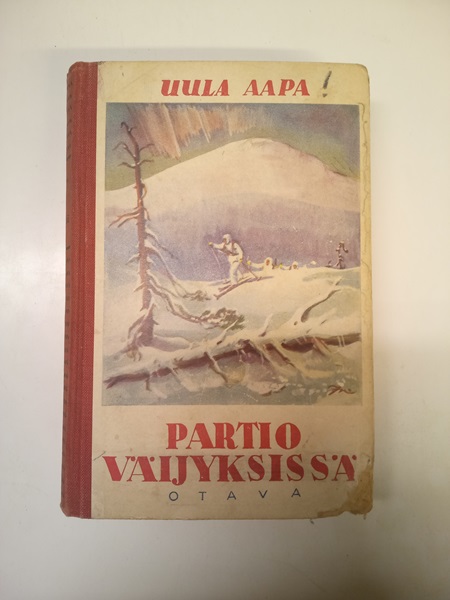 UULA AAPA !
PARTIO
VÄIJYKSISSÄ
OTAVA